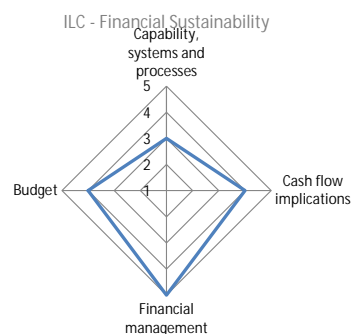 ILC - Financial Sustainability
Capability,
systems and
processes
5
4
3
2
1
Budget
Cash flow
implications
Financial
management